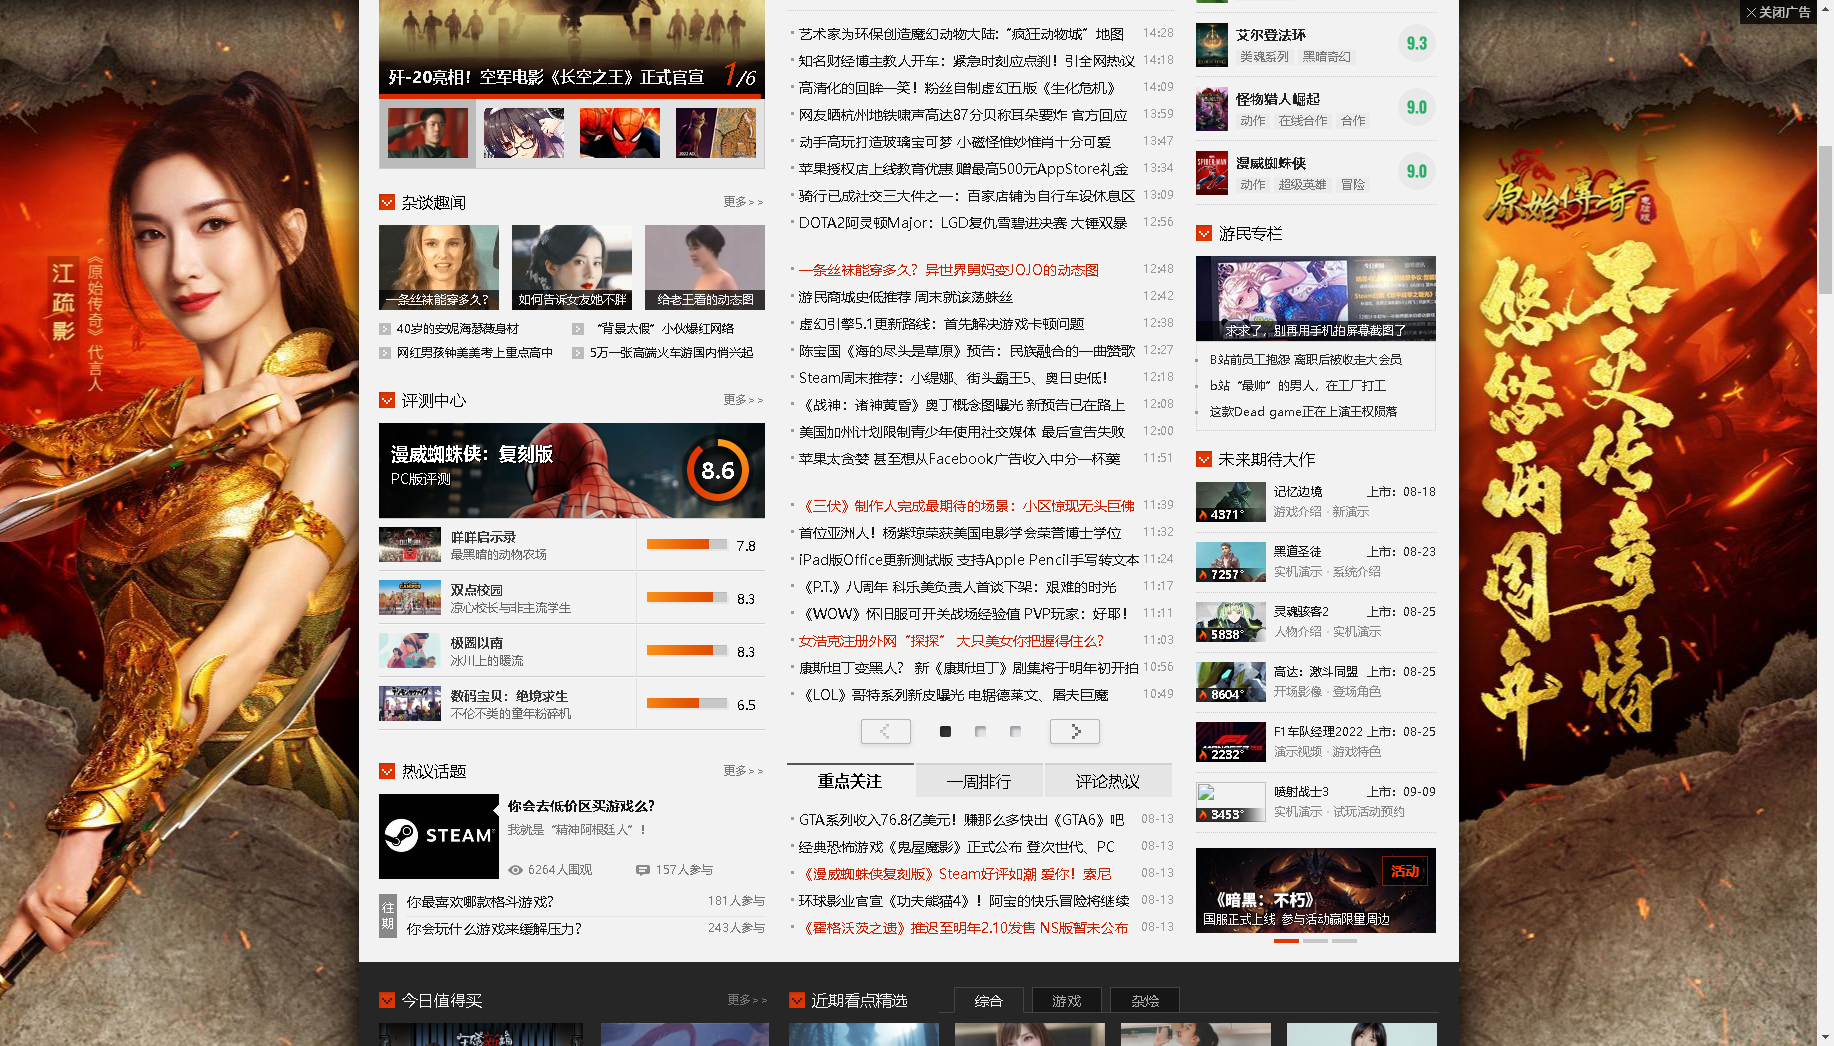 关闭广告
歼-20亮相！空军电影《长空之王》正式官宣 1/6
杂谈趣闻 更多>>
一条丝袜能穿多久？
如何告诉女友她不胖
给老王看的动态图
40岁的安妮海瑟薇身材
“背景太假”小伙爆红网络
网红男孩钟美美考上重点高中
5万一张高端火车游国内悄兴起
评测中心 更多>>
漫威蜘蛛侠：复刻版
PC版评测
8.6
咩咩启示录
最黑暗的动物农场
7.8
双点校园
凉心校长与非主流学生
8.3
极圈以南
冰川上的暖流
8.3
数码宝贝：绝境求生
不伦不类的童年粉碎机
6.5
热议话题 更多>>
STEAM
你会去低价区买游戏么?
我就是“精神阿根廷人”！
6264人围观 157人参与
往期
你最喜欢哪款格斗游戏? 181人参与
你会玩什么游戏来缓解压力? 243人参与
艺术家为环保创造魔幻动物大陆:“疯狂动物城”地图 14:28
知名财经博主教人开车：紧急时刻应点刹！引全网热议 14:18
高清化的回眸一笑！粉丝自制虚幻五版《生化危机》 14:09
网友晒杭州地铁啸声高达87分贝称耳朵要炸 官方回应 13:59
动手高玩打造玻璃宝可梦 小磁怪惟妙惟肖十分可爱 13:47
苹果授权店上线教育优惠 赠最高500元AppStore礼金 13:34
骑行已成社交三大件之一：百家店铺为自行车设休息区 13:09
DOTA2阿灵顿Major：LGD复仇雪碧进决赛 大锤双暴 12:56
一条丝袜能穿多久？异世界舅妈变JOJO的动态图 12:48
游民商城史低推荐 周末就该荡蛛丝 12:42
虚幻引擎5.1更新路线：首先解决游戏卡顿问题 12:38
陈宝国《海的尽头是草原》预告：民族融合的一曲赞歌 12:27
Steam周末推荐：小缇娜、街头霸王5、奥日史低！ 12:18
《战神：诸神黄昏》奥丁概念图曝光 新预告已在路上 12:08
美国加州计划限制青少年使用社交媒体 最后宣告失败 12:00
苹果太贪婪 甚至想从Facebook广告收入中分一杯羹 11:51
《三伏》制作人完成最期待的场景：小区惊现无头巨佛 11:39
首位亚洲人！杨紫琼荣获美国电影学会荣誉博士学位 11:32
iPad版Office更新测试版 支持Apple Pencil手写转文本 11:24
《P.T.》八周年 科乐美负责人首谈下架：艰难的时光 11:17
《WOW》怀旧服可开关战场经验值 PVP玩家：好耶！ 11:11
女浩克注册外网“探探” 大只美女你把握得住么? 11:03
康斯坦丁变黑人？ 新《康斯坦丁》剧集将于明年初开拍 10:56
《LOL》哥特系列新皮曝光 电锯德莱文、屠夫巨魔 10:49
重点关注 一周排行 评论热议
GTA系列收入76.8亿美元！赚那么多快出《GTA6》吧 08-13
经典恐怖游戏《鬼屋魔影》正式公布 登次世代、PC 08-13
《漫威蜘蛛侠复刻版》Steam好评如潮 爱你！索尼 08-13
环球影业官宣《功夫熊猫4》！阿宝的快乐冒险将继续 08-13
《霍格沃茨之遗》推迟至明年2.10发售 NS版暂未公布 08-13
艾尔登法环
类魂系列 黑暗奇幻
9.3
怪物猎人崛起
动作 在线合作 合作
9.0
漫威蜘蛛侠
动作 超级英雄 冒险
9.0
游民专栏
求求了，别再用手机拍屏幕截图了
B站前员工抱怨 离职后被收走大会员
b站“最帅”的男人，在工厂打工
这款Dead game正在上演王权陨落
未来期待大作
4371°
记忆边境 上市：08-18
游戏介绍 · 新演示
7257°
黑道圣徒 上市：08-23
实机演示 · 系统介绍
5838°
灵魂骇客2 上市：08-25
人物介绍 · 实机演示
8604°
高达：激斗同盟 上市：08-25
开场影像 · 登场角色
2232°
F1车队经理2022 上市：08-25
演示视频 · 游戏特色
3453°
喷射战士3 上市：09-09
实机演示 · 试玩活动预约
活动
《暗黑：不朽》
国服正式上线 参与活动赢限量周边
今日值得买 更多>>
近期看点精选 综合 游戏 杂烩
江疏影
《原始传奇》代言人
原始傳奇
不止传奇情
悠悠两周年